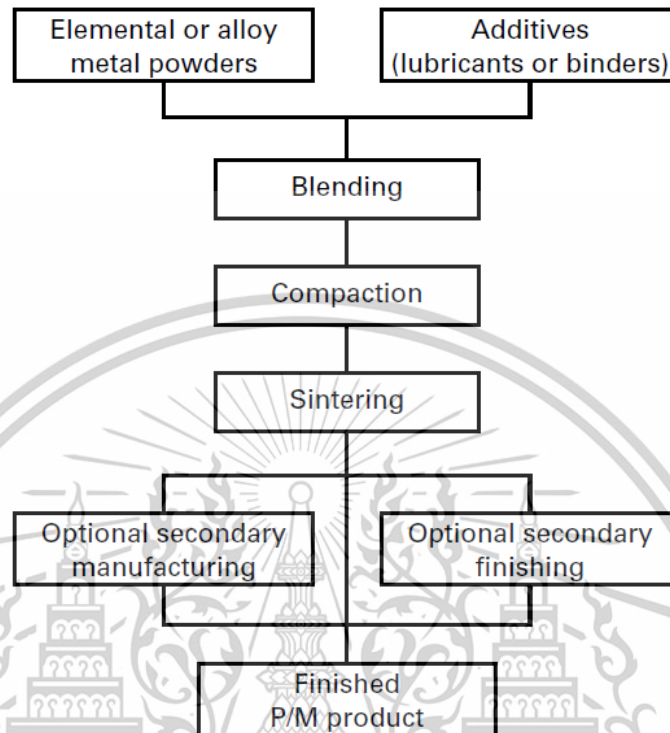 Elemental or alloy
metal powders
Additives
(lubricants or binders)
Blending
Compaction
Sintering
Optional secondary
manufacturing
Optional secondary
finishing
Finished
P/M product